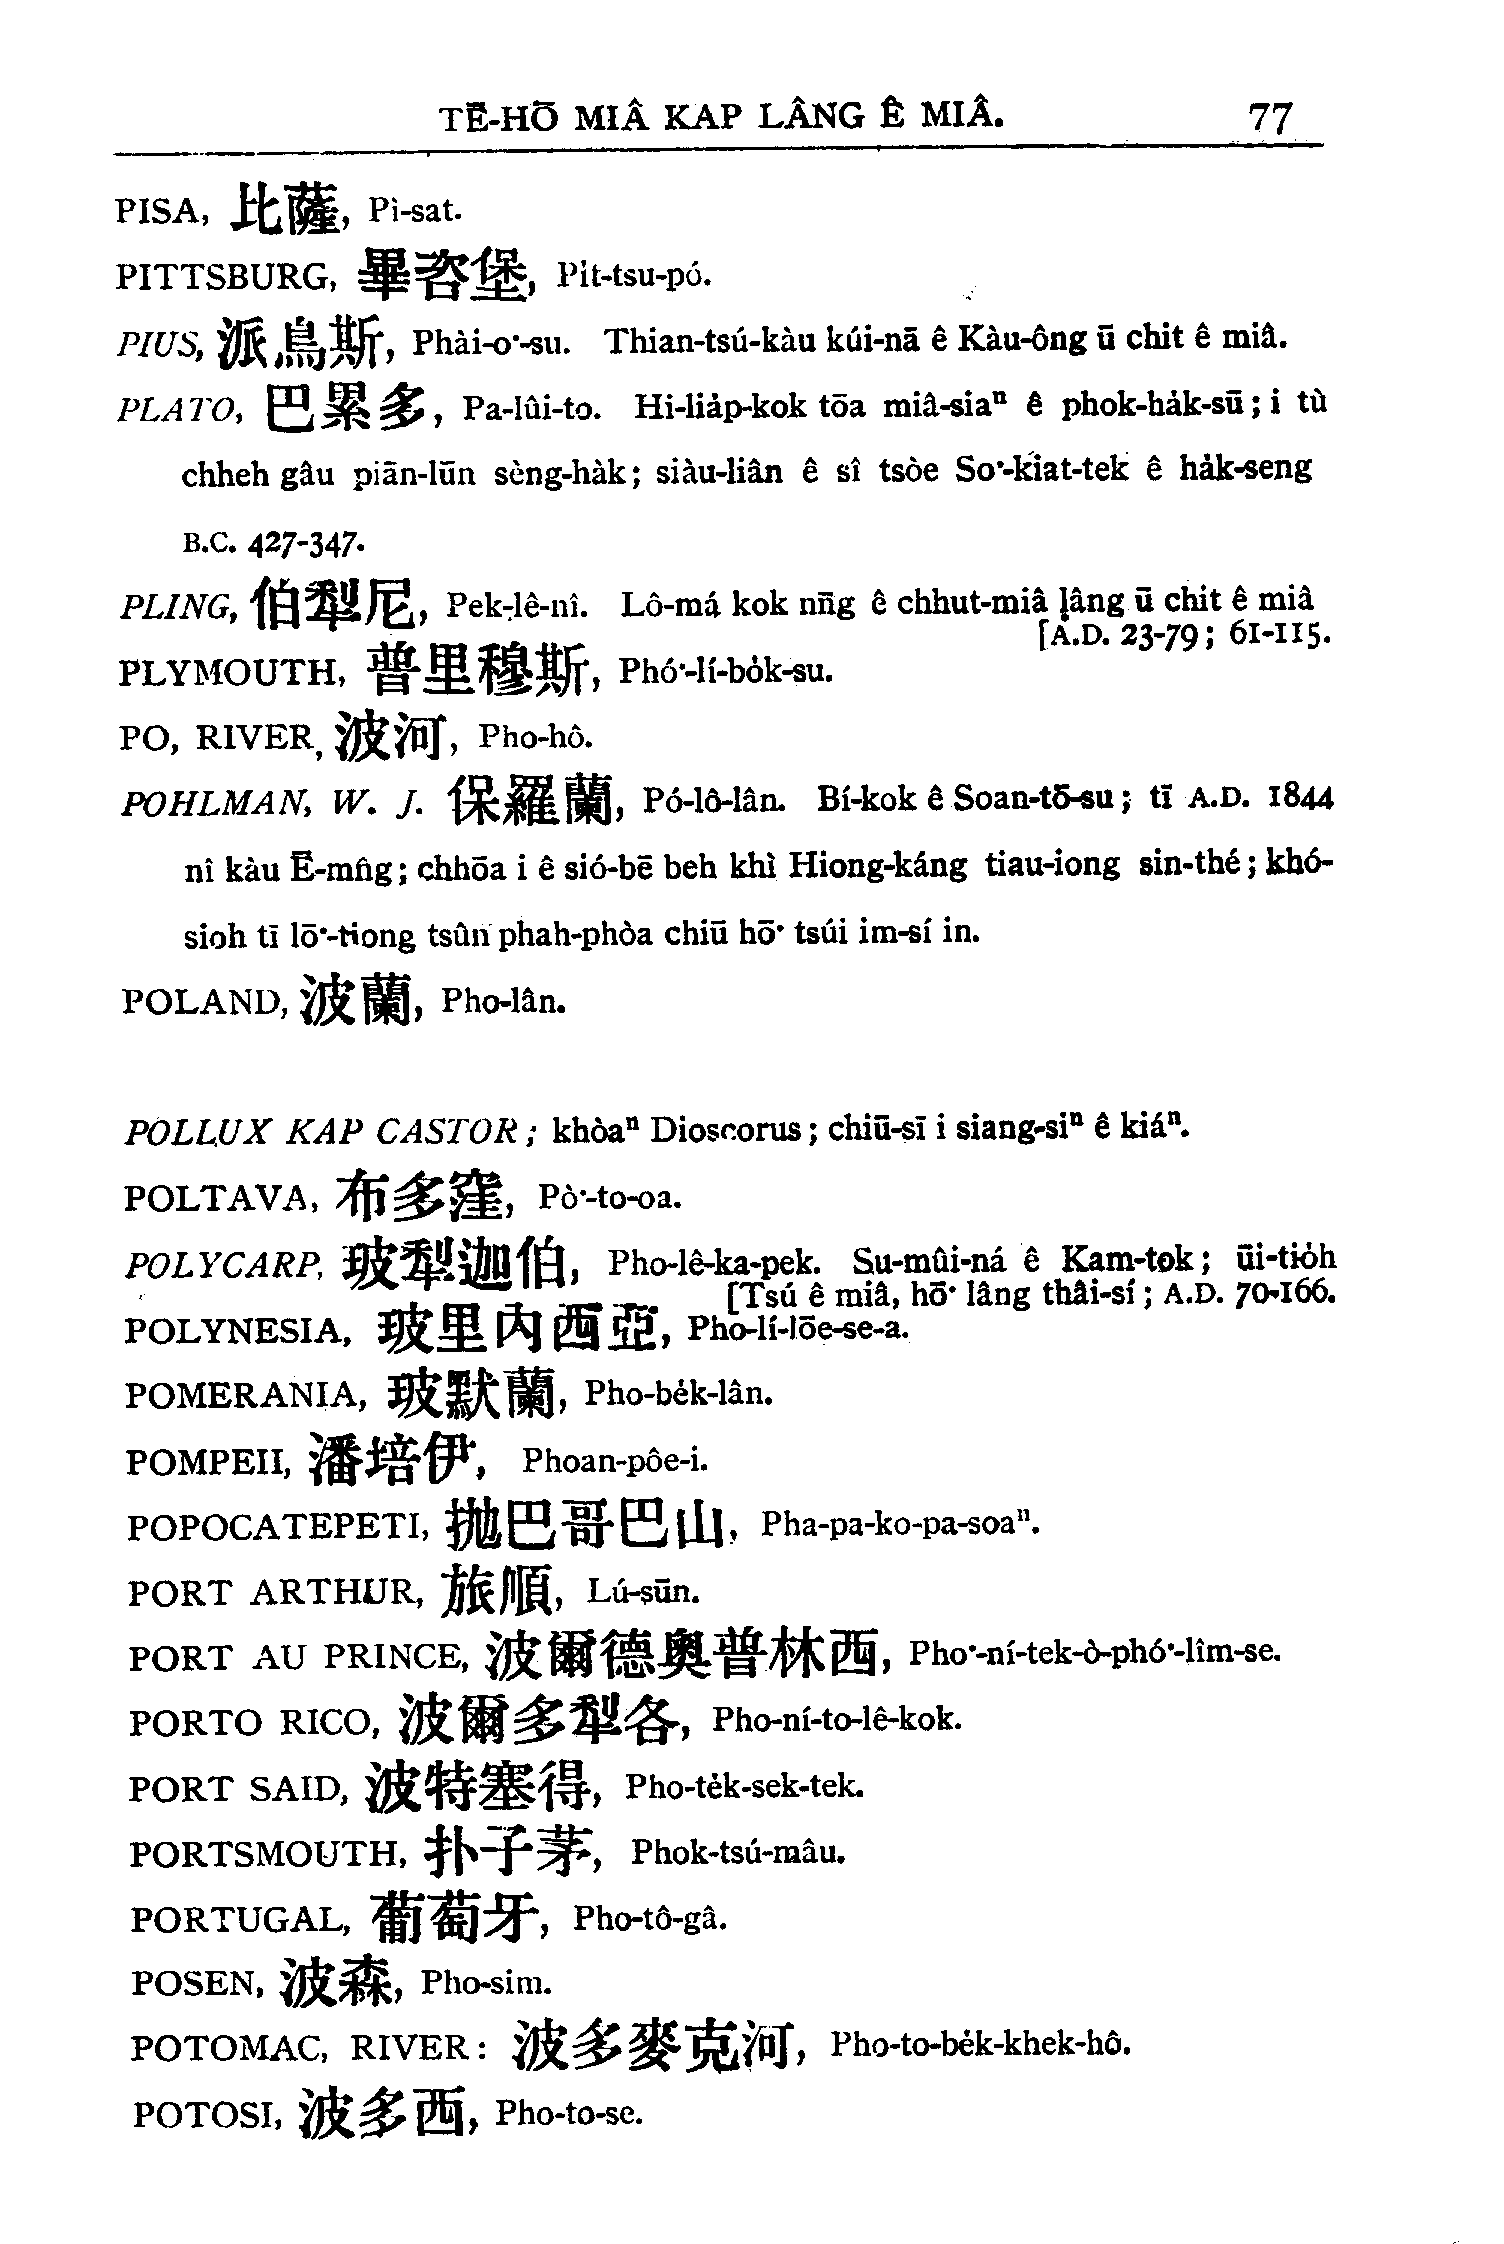 TĒ-HŌ MIÂ KAP LÂNG Ê MIÂ. 77
PISA, 比薩, Pì-sat.
PITTSBURG, 畢咨堡, Pit-tsu-pó.
PIUS, 派烏斯, Phài-o͘-su. Thian-tsú-kàu kúi-nā ê Kàu-ông ū chit ê miâ.
PLATO, 巴累多, Pa-lûi-to. Hi-lia̍p-kok tōa miâ-siaⁿ ê phok-ha̍k-sū; i tù
chheh gâu piān-lūn sèng-hàk; siàu-liân ê sî tsòe So͘-kiat-tek ê ha̍k-seng
B.C. 427-347.
PLING, 伯犁尼, Pek-lê-nî. Lô-má kok nn̄g ê chhut-miâ lâng ū chit ê miâ
[A.D. 23-79; 61-115.
PLYMOUTH, 普里穆斯, Phó͘-lí-bo̍k-su.
PO, RIVER, 波河, Pho-hô.
POHLMAN, W. J. 保羅蘭, Pó-lô-lân. Bí-kok ê Soan-tō-su; tī A.D. 1844
nî kàu Ē-mn̂g; chhōa i ê sió-bē beh khì Hiong-káng tiau-iong sin-thé; khó-
sioh tī lō͘-tiong tsûn phah-phòa chiū hō͘ tsúi im-sí in.
POLAND, 波蘭, Pho-lân.
POLLUX KAP CASTOR; khòaⁿ Dioscorus; chiū-sī i siang-siⁿ ê kiáⁿ.
POLTAVA, 布多窪, Pò͘-to-oa.
POLYCARP, 玻犁迦伯, Pho-lê-ka-pek. Su-mûi-ná ê Kam-tok; ūi-tio̍h
[Tsú ê miâ, hō͘ lâng thâi-sí; A.D. 70-166.
POLYNESIA, 玻里內西亞, Pho-lí-lōe-se-a.
POMERANIA, 玻默蘭, Pho-be̍k-lân.
POMPEII, 潘培伊, Phoan-pôe-i.
POPOCATEPETI, 拋巴哥巴山, Pha-pa-ko-pa-soaⁿ.
PORT ARTHUR, 旅順, Lú-sūn.
PORT AU PRINCE, 波爾德奧普林西, Pho͘-ní-tek-ò-phó͘-lîm-se.
PORTO RICO, 波爾多犁各, Pho-ní-to-lê-kok.
PORT SAID, 波特塞得, Pho-te̍k-sek-tek.
PORTSMOUTH, 扑子茅, Phok-tsú-mâu.
PORTUGAL, 葡萄牙, Pho-tô-gâ.
POSEN, 波森, Pho-sim.
POTOMAC, RIVER: 波多麥克河, Pho-to-be̍k-khek-hô.
POTOSI, 波多西, Pho-to-se.